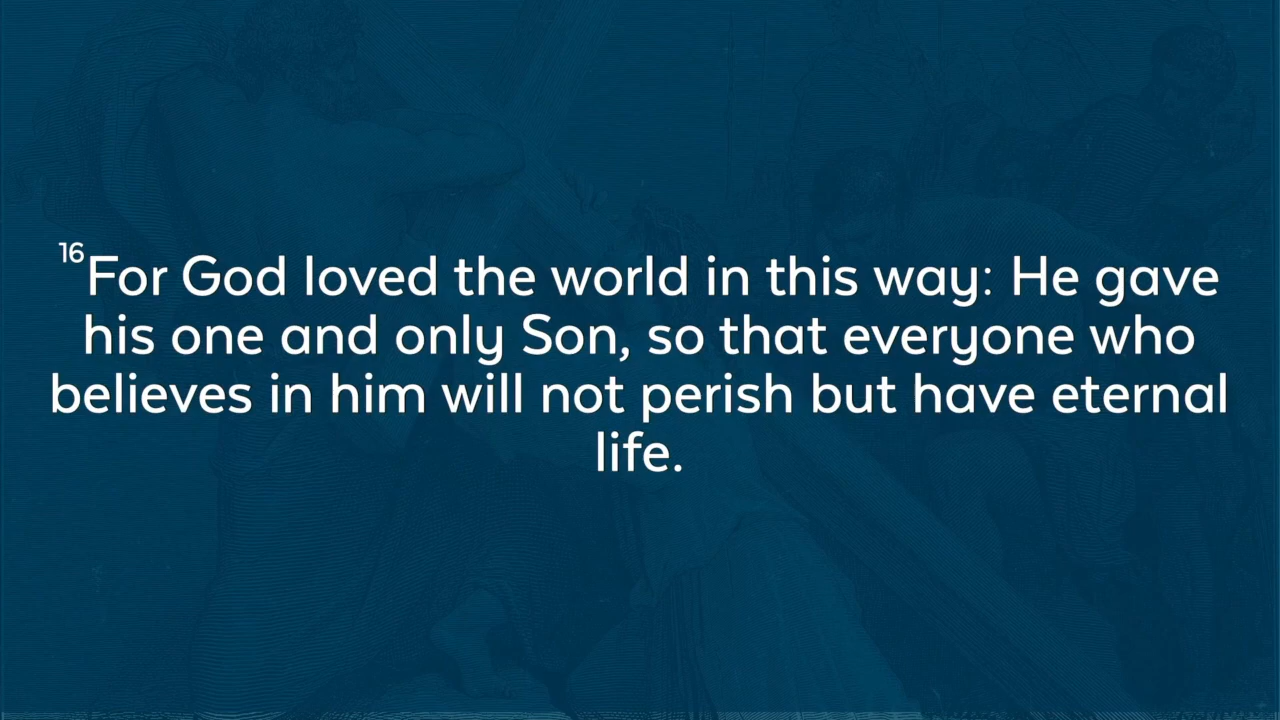 16For God loved the world in this way: He gave
his one and only Son, so that everyone who
believes in him will not perish but have eternal
life.